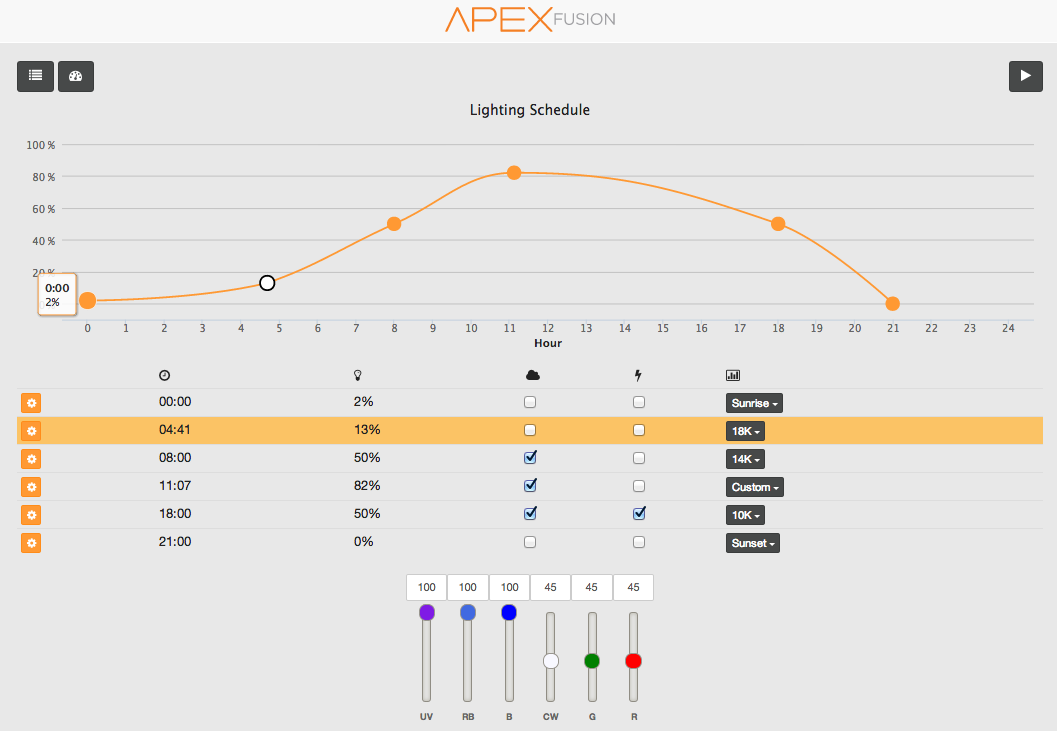 APEX FUSION
Lighting Schedule
100 %
80 %
60 %
40 %
20 %
0:00
2%
0 1 2 3 4 5 6 7 8 9 10 11 12 13 14 15 16 17 18 19 20 21 22 23 24
Hour
00:00 2% Sunrise
04:41 13% 18K
08:00 50% 14K
11:07 82% Custom
18:00 50% 10K
21:00 0% Sunset
100 100 100 45 45 45
UV RB B CW G R